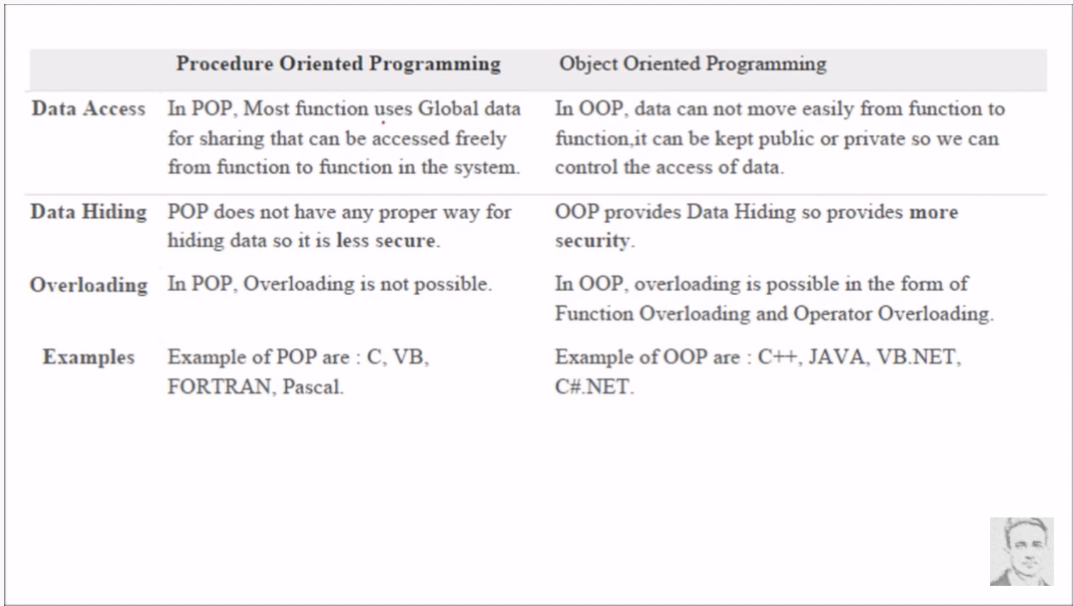 Procedure Oriented Programming Object Oriented Programming
Data Access In POP, Most function uses Global data In OOP, data can not move easily from function to
for sharing that can be accessed freely function,it can be kept public or private so we can
from function to function in the system. control the access of data.
Data Hiding POP does not have any proper way for OOP provides Data Hiding so provides more
hiding data so it is less secure. security.
Overloading In POP, Overloading is not possible. In OOP, overloading is possible in the form of
Function Overloading and Operator Overloading.
Examples Example of POP are : C, VB, Example of OOP are : C++, JAVA, VB.NET,
FORTRAN, Pascal. C#.NET.